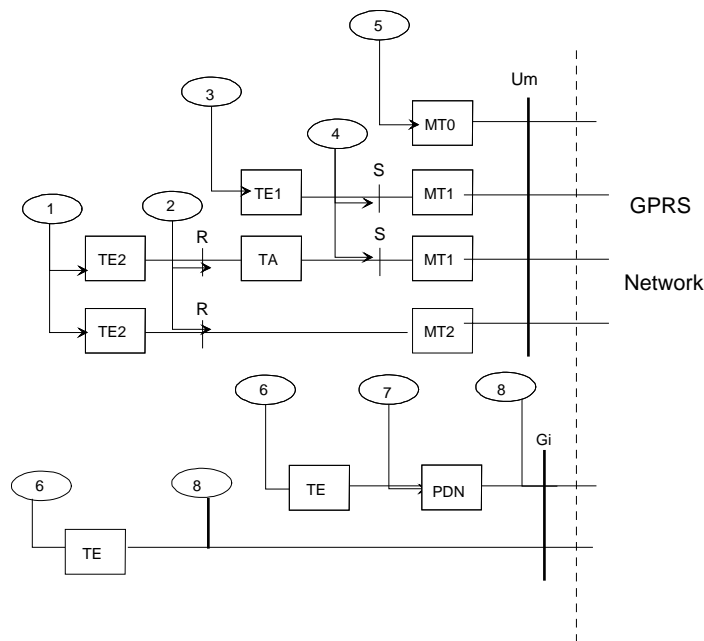 5
Um
3
4
MT0
S
TE1
MT1
GPRS
1
2
R
S
TE2
TA
MT1
Network
R
TE2
MT2
6
7
8
Gi
6
8
TE
PDN
TE